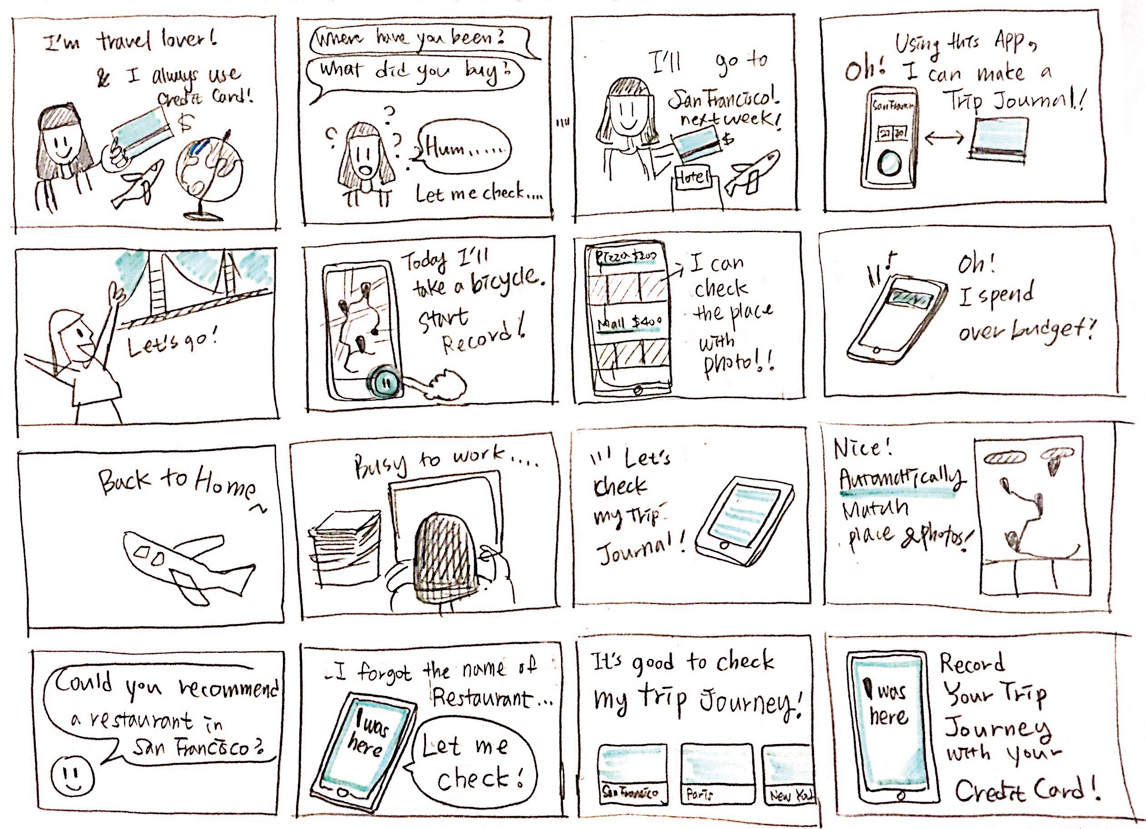 I'm travel lover!
& I always use
Credit Card!
$
Where have you been?
What did you buy?
? ? ? ?
Hum.....
Let me check....
I'll go to
San Francisco!
next week!
$
Hotel
Using this App,
Oh! I can make a
Trip Journal!
Let's go!
Today I'll
take a bicycle.
Start
Record!
Pizza $200
Mall $400
I can
check
the place
with
photo!!
Oh!
I spend
over budget?
Back to Home~
Busy to work....
Let's
check
my Trip
Journal!
Nice!
Automatically
Match
place & photos!
Could you recommend
a restaurant in
San Francisco?
..I forgot the name of
Restaurant...
I was
here
Let me
check!
It's good to check
my trip Journey!
San Francisco
Paris
New York
I was
here
Record
Your Trip
Journey
with Your
Credit Card!